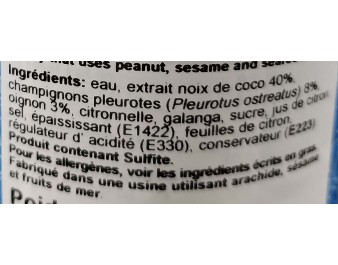 uses peanut, sesame and
Ingrédients: eau, extrait noix de coco 40%,
champignons pleurotes (Pleurotus ostreatus) 8%,
oignon 3%, citronnelle, galanga, sucre, jus de citron,
sel, épaississant (E1422), feuilles de citron,
régulateur d' acidité (E330), conservateur (E223)
Produit contenant Sulfite.
Pour les allergènes, voir les ingrédients écrits en gras.
Fabriqué dans une usine utilisant arachide, sésame
et fruits de mer.